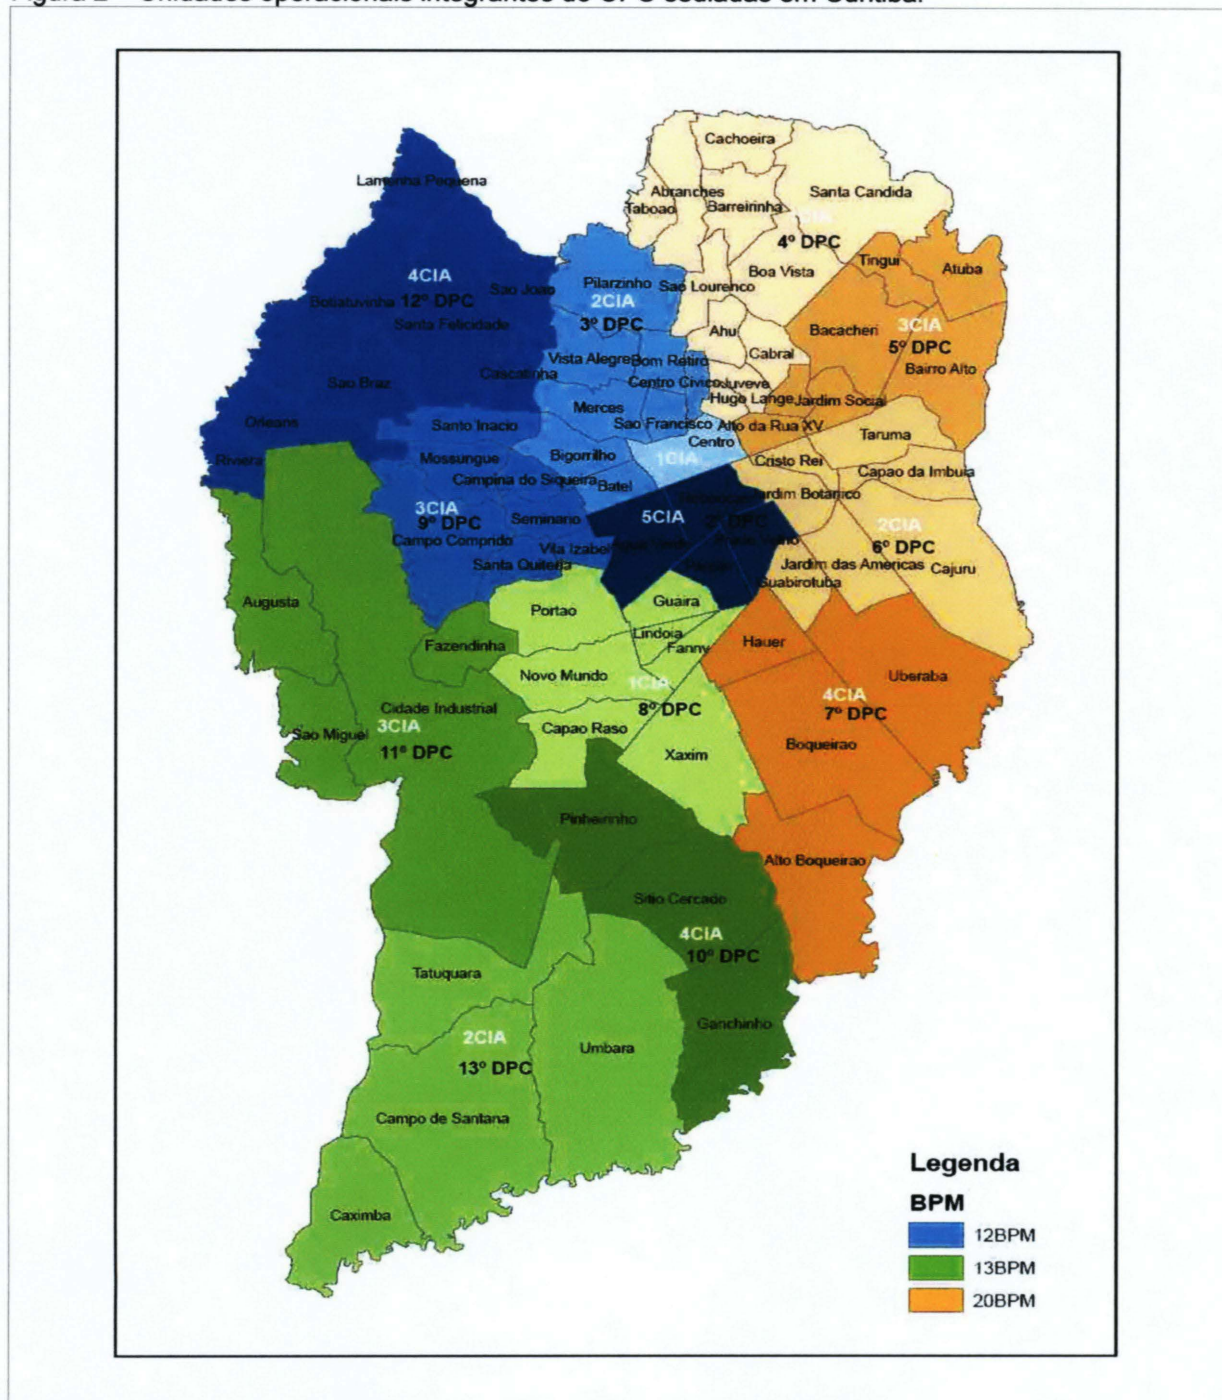 Figura 2 – Unidades operacionais integrantes do CPC sediadas em Curitiba.
Cachoeira
Lamenha Pequena
Abranches
Santa Candida
Taboao
Barreirinha
4º DPC
Tingui
Atuba
Boa Vista
4CIA
Sao Joao
Pilarzinho
Sao Lourenco
Botiatuvinha
12º DPC
2CIA
Santa Felicidade
3º DPC
Ahu
Bacacheri
3CIA
5º DPC
Cabral
Vista Alegre
Bom Retiro
Bairro Alto
Cascatinha
Sao Braz
Centro Civico
Juveve
Hugo Lange
Jardim Social
Merces
Orleans
Santo Inacio
Sao Francisco
Alto da Rua XV
Taruma
Centro
Riviera
Mossungue
Bigorrilho
1CIA
Cristo Rei
Capao da Imbuia
Campina do Siqueira
Batel
Jardim Botanico
3CIA
9º DPC
Seminario
5CIA
2º DPC
2CIA
6º DPC
Campo Comprido
Vila Izabel
Santa Quiteria
Jardim das Americas
Cajuru
Guabirotuba
Augusta
Portao
Guaira
Lindoia
Fanny
Hauer
Fazendinha
Novo Mundo
1CIA
8º DPC
Uberaba
4CIA
7º DPC
Cidade Industrial
3CIA
11º DPC
Sao Miguel
Capao Raso
Xaxim
Boqueirao
Pinheirinho
Alto Boqueirao
Sitio Cercado
4CIA
10º DPC
Tatuquara
Ganchinho
2CIA
13º DPC
Umbara
Campo de Santana
Caximba
Legenda
BPM
12BPM
13BPM
20BPM